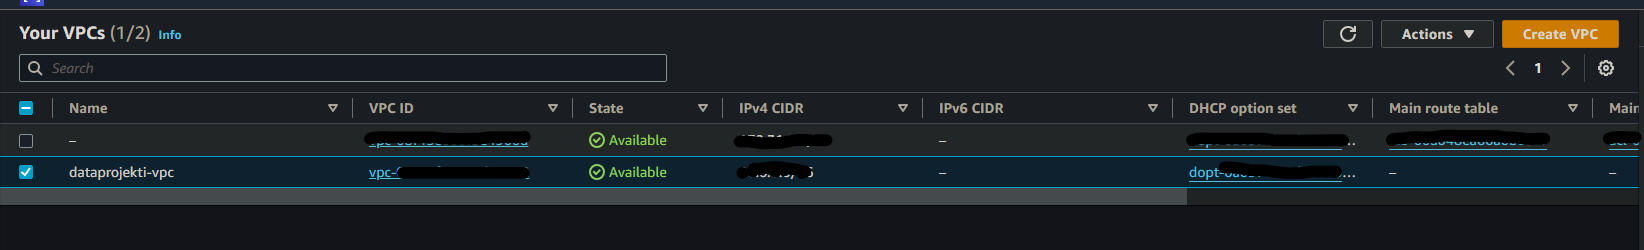 Your VPCs (1/2) Info
Actions
Create VPC
Search
1
Name VPC ID State IPv4 CIDR IPv6 CIDR DHCP option set Main route table Main
– Available – ...
dataprojekti-vpc vpc- Available – ... – –